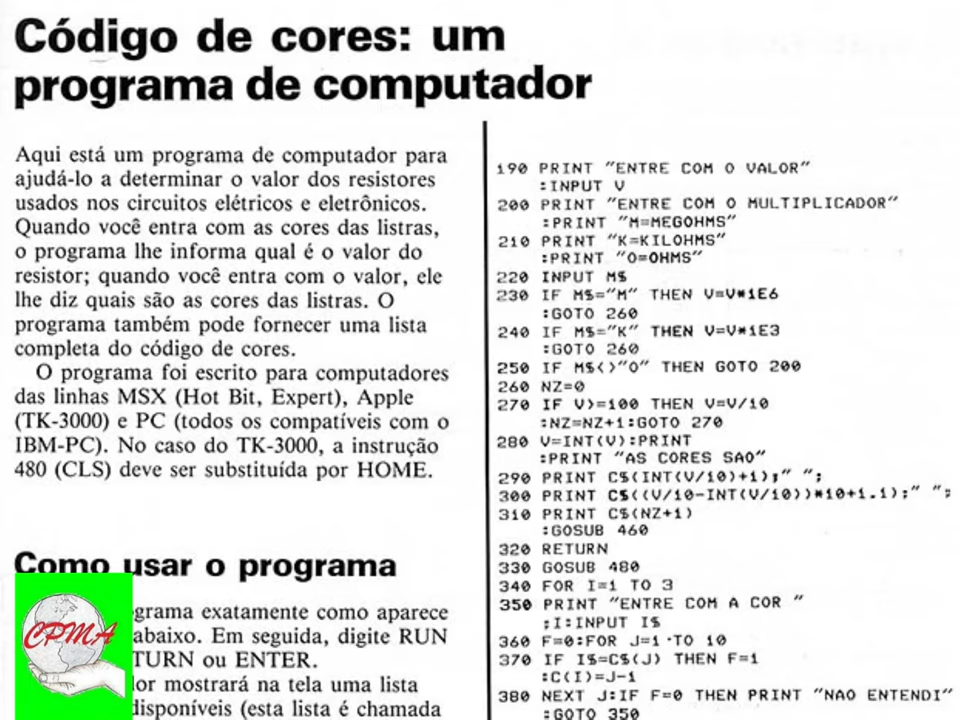 Código de cores: um
programa de computador
Aqui está um programa de computador para
ajudá-lo a determinar o valor dos resistores
usados nos circuitos elétricos e eletrônicos.
Quando você entra com as cores das listras,
o programa lhe informa qual é o valor do
resistor; quando você entra com o valor, ele
lhe diz quais são as cores das listras. O
programa também pode fornecer uma lista
completa do código de cores.
O programa foi escrito para computadores
das linhas MSX (Hot Bit, Expert), Apple
(TK-3000) e PC (todos os compatíveis com o
IBM-PC). No caso do TK-3000, a instrução
480 (CLS) deve ser substituída por HOME.
Como usar o programa
grama exatamente como aparece
abaixo. Em seguida, digite RUN
TURN ou ENTER.
dor mostrará na tela uma lista
disponíveis (esta lista é chamada
CPMA
190 PRINT "ENTRE COM O VALOR"
:INPUT V
200 PRINT "ENTRE COM O MULTIPLICADOR"
:PRINT "M=MEGOHMS"
210 PRINT "K=KILOHMS"
:PRINT "O=OHMS"
220 INPUT M$
230 IF M$="M" THEN V=V*1E6
:GOTO 260
240 IF M$="K" THEN V=V*1E3
:GOTO 260
250 IF M$<>"O" THEN GOTO 200
260 NZ=0
270 IF V>=100 THEN V=V/10
:NZ=NZ+1:GOTO 270
280 V=INT(V):PRINT
:PRINT "AS CORES SAO"
290 PRINT C$(INT(V/10)+1);" ";
300 PRINT C$((V/10-INT(V/10))*10+1.1);" ";
310 PRINT C$(NZ+1)
:GOSUB 460
320 RETURN
330 GOSUB 480
340 FOR I=1 TO 3
350 PRINT "ENTRE COM A COR "
;I:INPUT I$
360 F=0:FOR J=1 TO 10
370 IF I$=C$(J) THEN F=1
:C(I)=J-1
380 NEXT J:IF F=0 THEN PRINT "NAO ENTENDI"
:GOTO 350